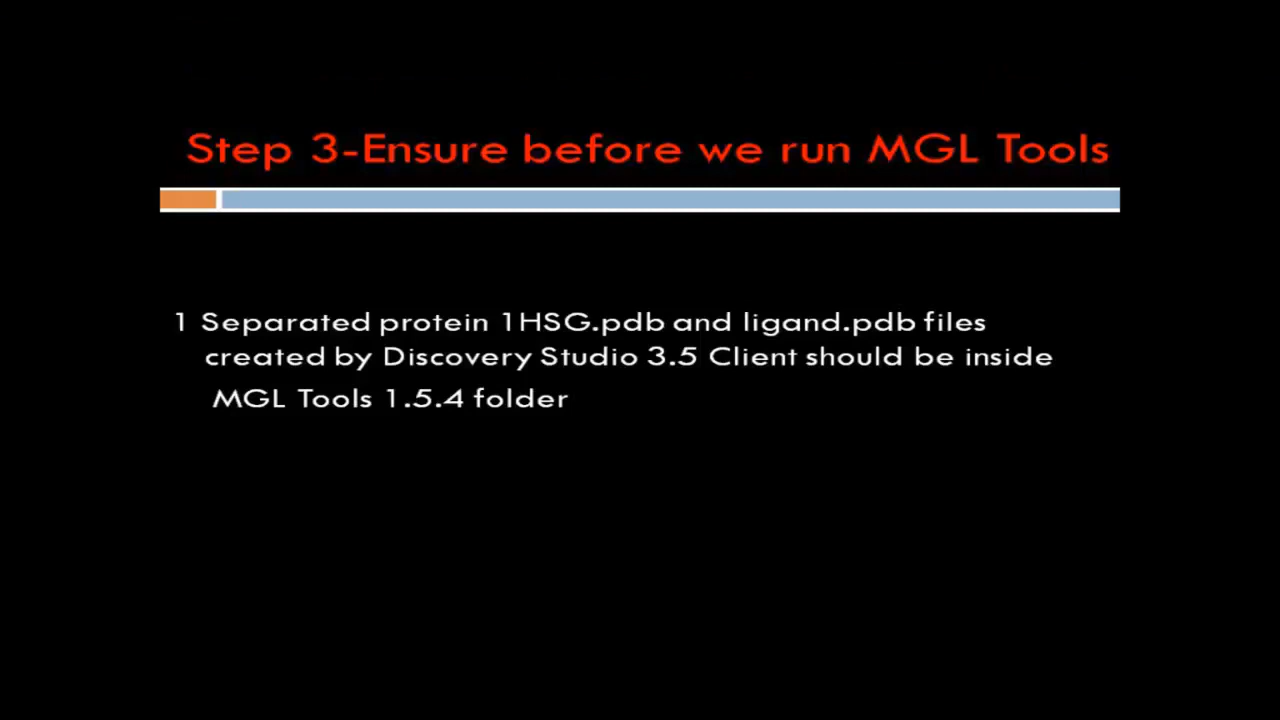 Step 3-Ensure before we run MGL Tools
1 Separated protein 1HSG.pdb and ligand.pdb files
created by Discovery Studio 3.5 Client should be inside
MGL Tools 1.5.4 folder